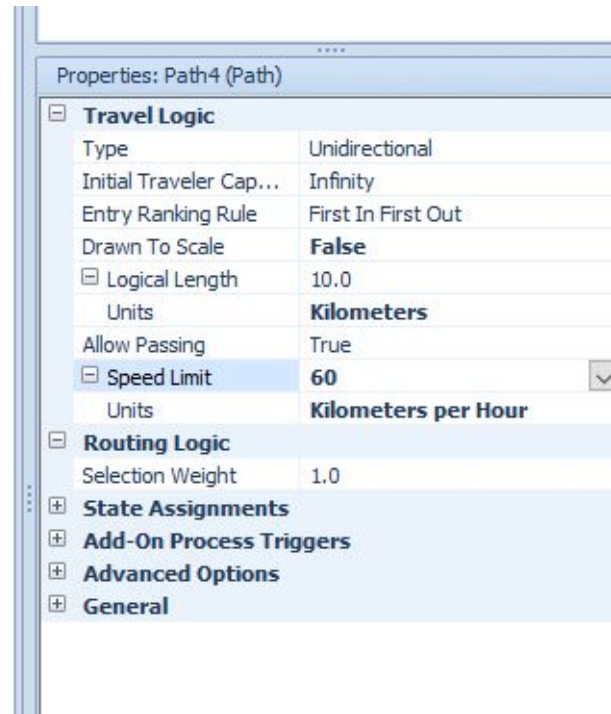 Properties: Path4 (Path)
Travel Logic
Type Unidirectional
Initial Traveler Cap... Infinity
Entry Ranking Rule First In First Out
Drawn To Scale False
Logical Length 10.0
Units Kilometers
Allow Passing True
Speed Limit 60
Units Kilometers per Hour
Routing Logic
Selection Weight 1.0
State Assignments
Add-On Process Triggers
Advanced Options
General